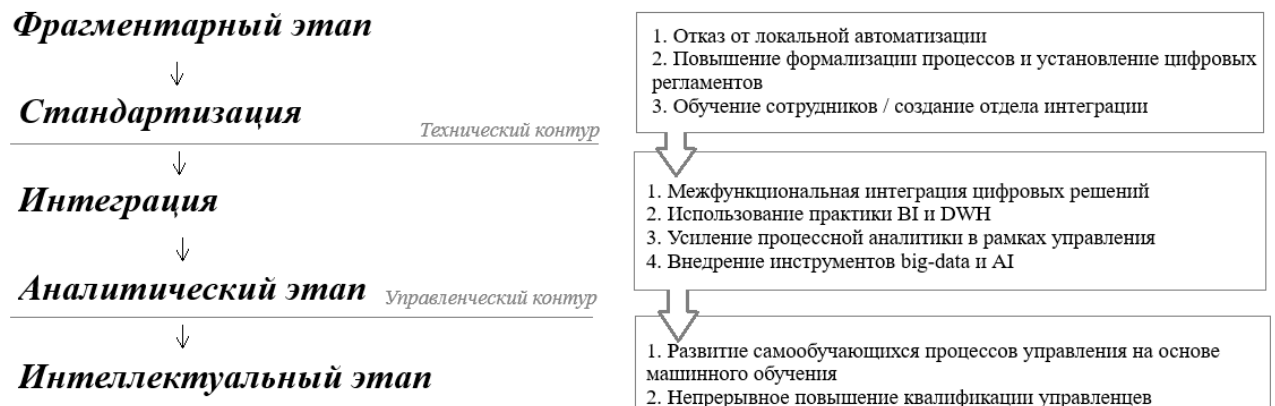 Фрагментарный этап
Стандартизация
Технический контур
Интеграция
Аналитический этап
Управленческий контур
Интеллектуальный этап
1. Отказ от локальной автоматизации
2. Повышение формализации процессов и установление цифровых
регламентов
3. Обучение сотрудников / создание отдела интеграции
1. Межфункциональная интеграция цифровых решений
2. Использование практики BI и DWH
3. Усиление процессной аналитики в рамках управления
4. Внедрение инструментов big-data и AI
1. Развитие самообучающихся процессов управления на основе
машинного обучения
2. Непрерывное повышение квалификации управленцев